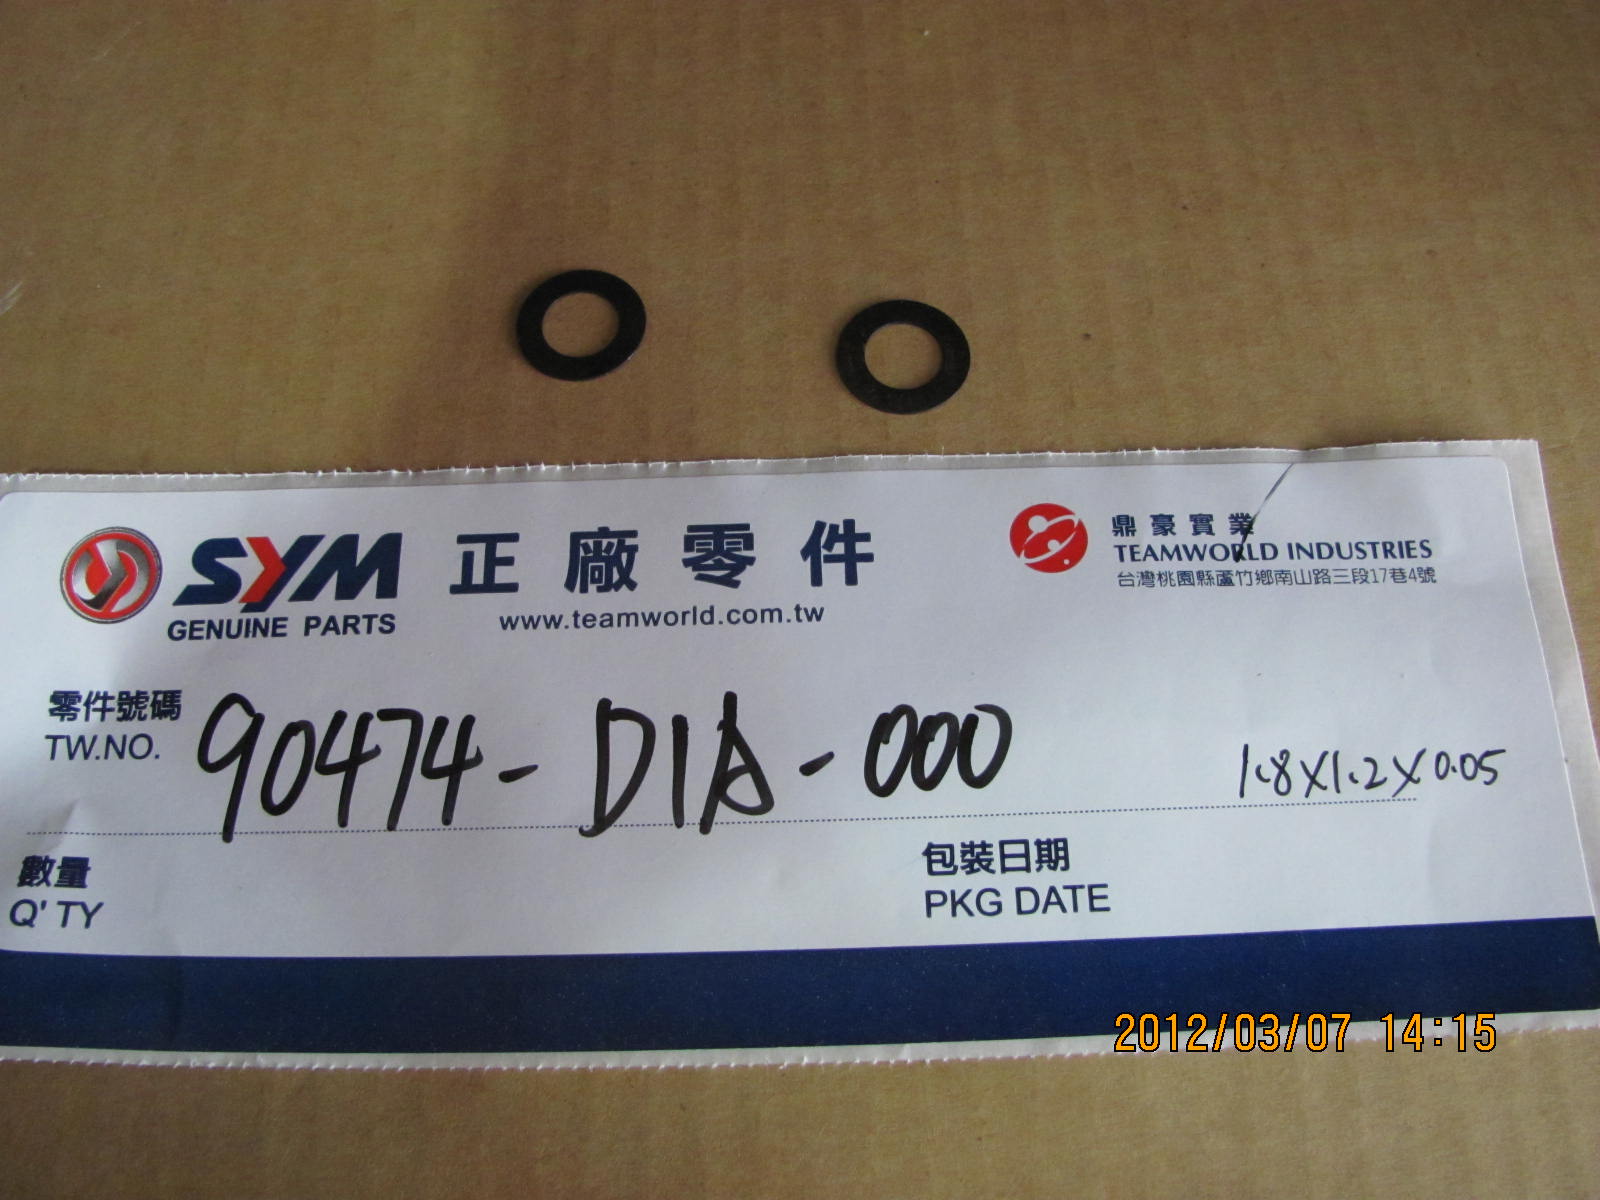 SYM 正廠零件
GENUINE PARTS
www.teamworld.com.tw
鼎豪實業
TEAMWORLD INDUSTRIES
台灣桃園縣蘆竹鄉南山路三段17巷4號
零件號碼
TW.NO.
90474-D1A-000
1.8X1.2X0.05
數量
Q'TY
包裝日期
PKG DATE
2012/03/07 14:15